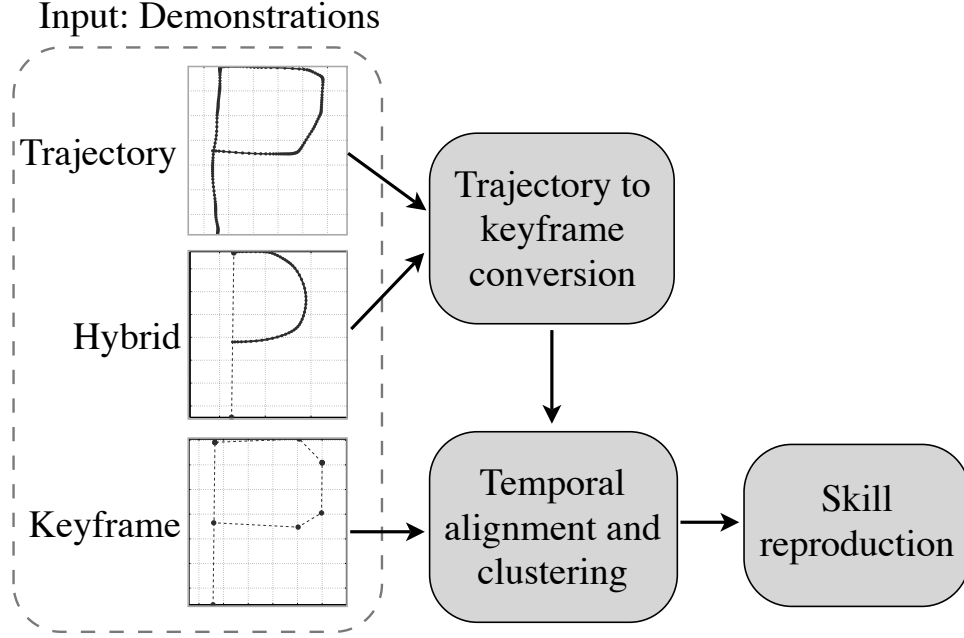 Input: Demonstrations
Trajectory
Hybrid
Keyframe
Trajectory to
keyframe
conversion
Temporal
alignment and
clustering
Skill
reproduction